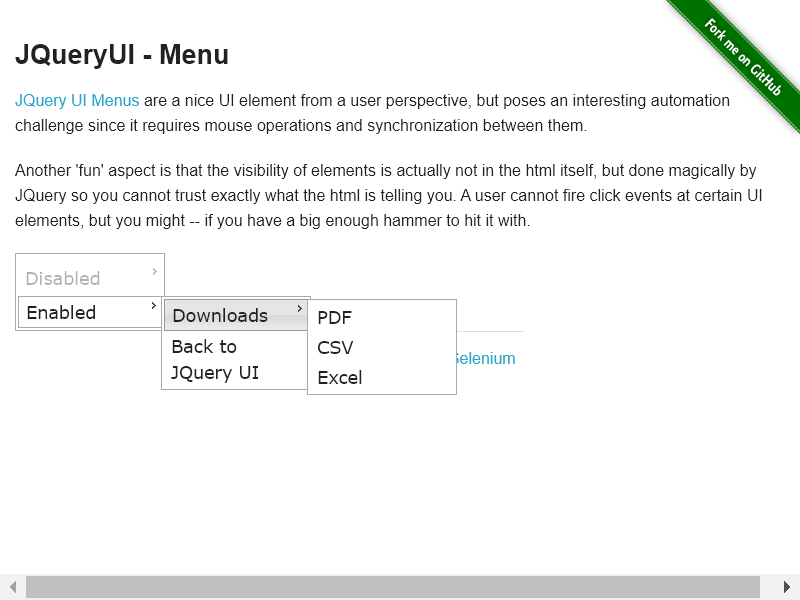 Fork me on GitHub
JQueryUI - Menu
JQuery UI Menus are a nice UI element from a user perspective, but poses an interesting automation
challenge since it requires mouse operations and synchronization between them.
Another 'fun' aspect is that the visibility of elements is actually not in the html itself, but done magically by
JQuery so you cannot trust exactly what the html is telling you. A user cannot fire click events at certain UI
elements, but you might -- if you have a big enough hammer to hit it with.
Disabled
Enabled
Downloads
Back to
JQuery UI
PDF
CSV
Excel
Selenium